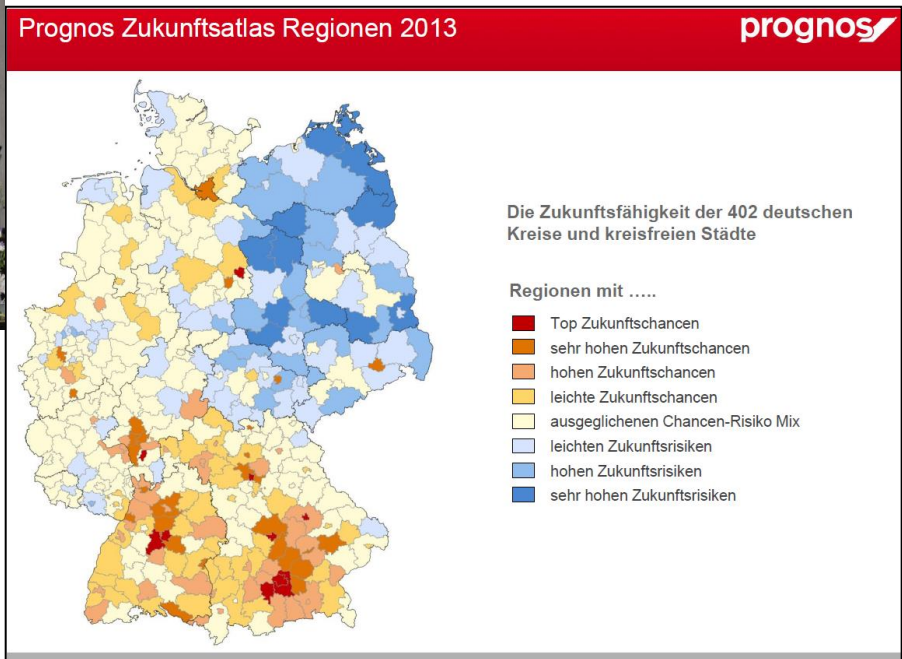 Prognos Zukunftsatlas Regionen 2013
prognos
Die Zukunftsfähigkeit der 402 deutschen
Kreise und kreisfreien Städte
Regionen mit .....
Top Zukunftschancen
sehr hohen Zukunftschancen
hohen Zukunftschancen
leichte Zukunftschancen
ausgeglichenen Chancen-Risiko Mix
leichten Zukunftsrisiken
hohen Zukunftsrisiken
sehr hohen Zukunftsrisiken